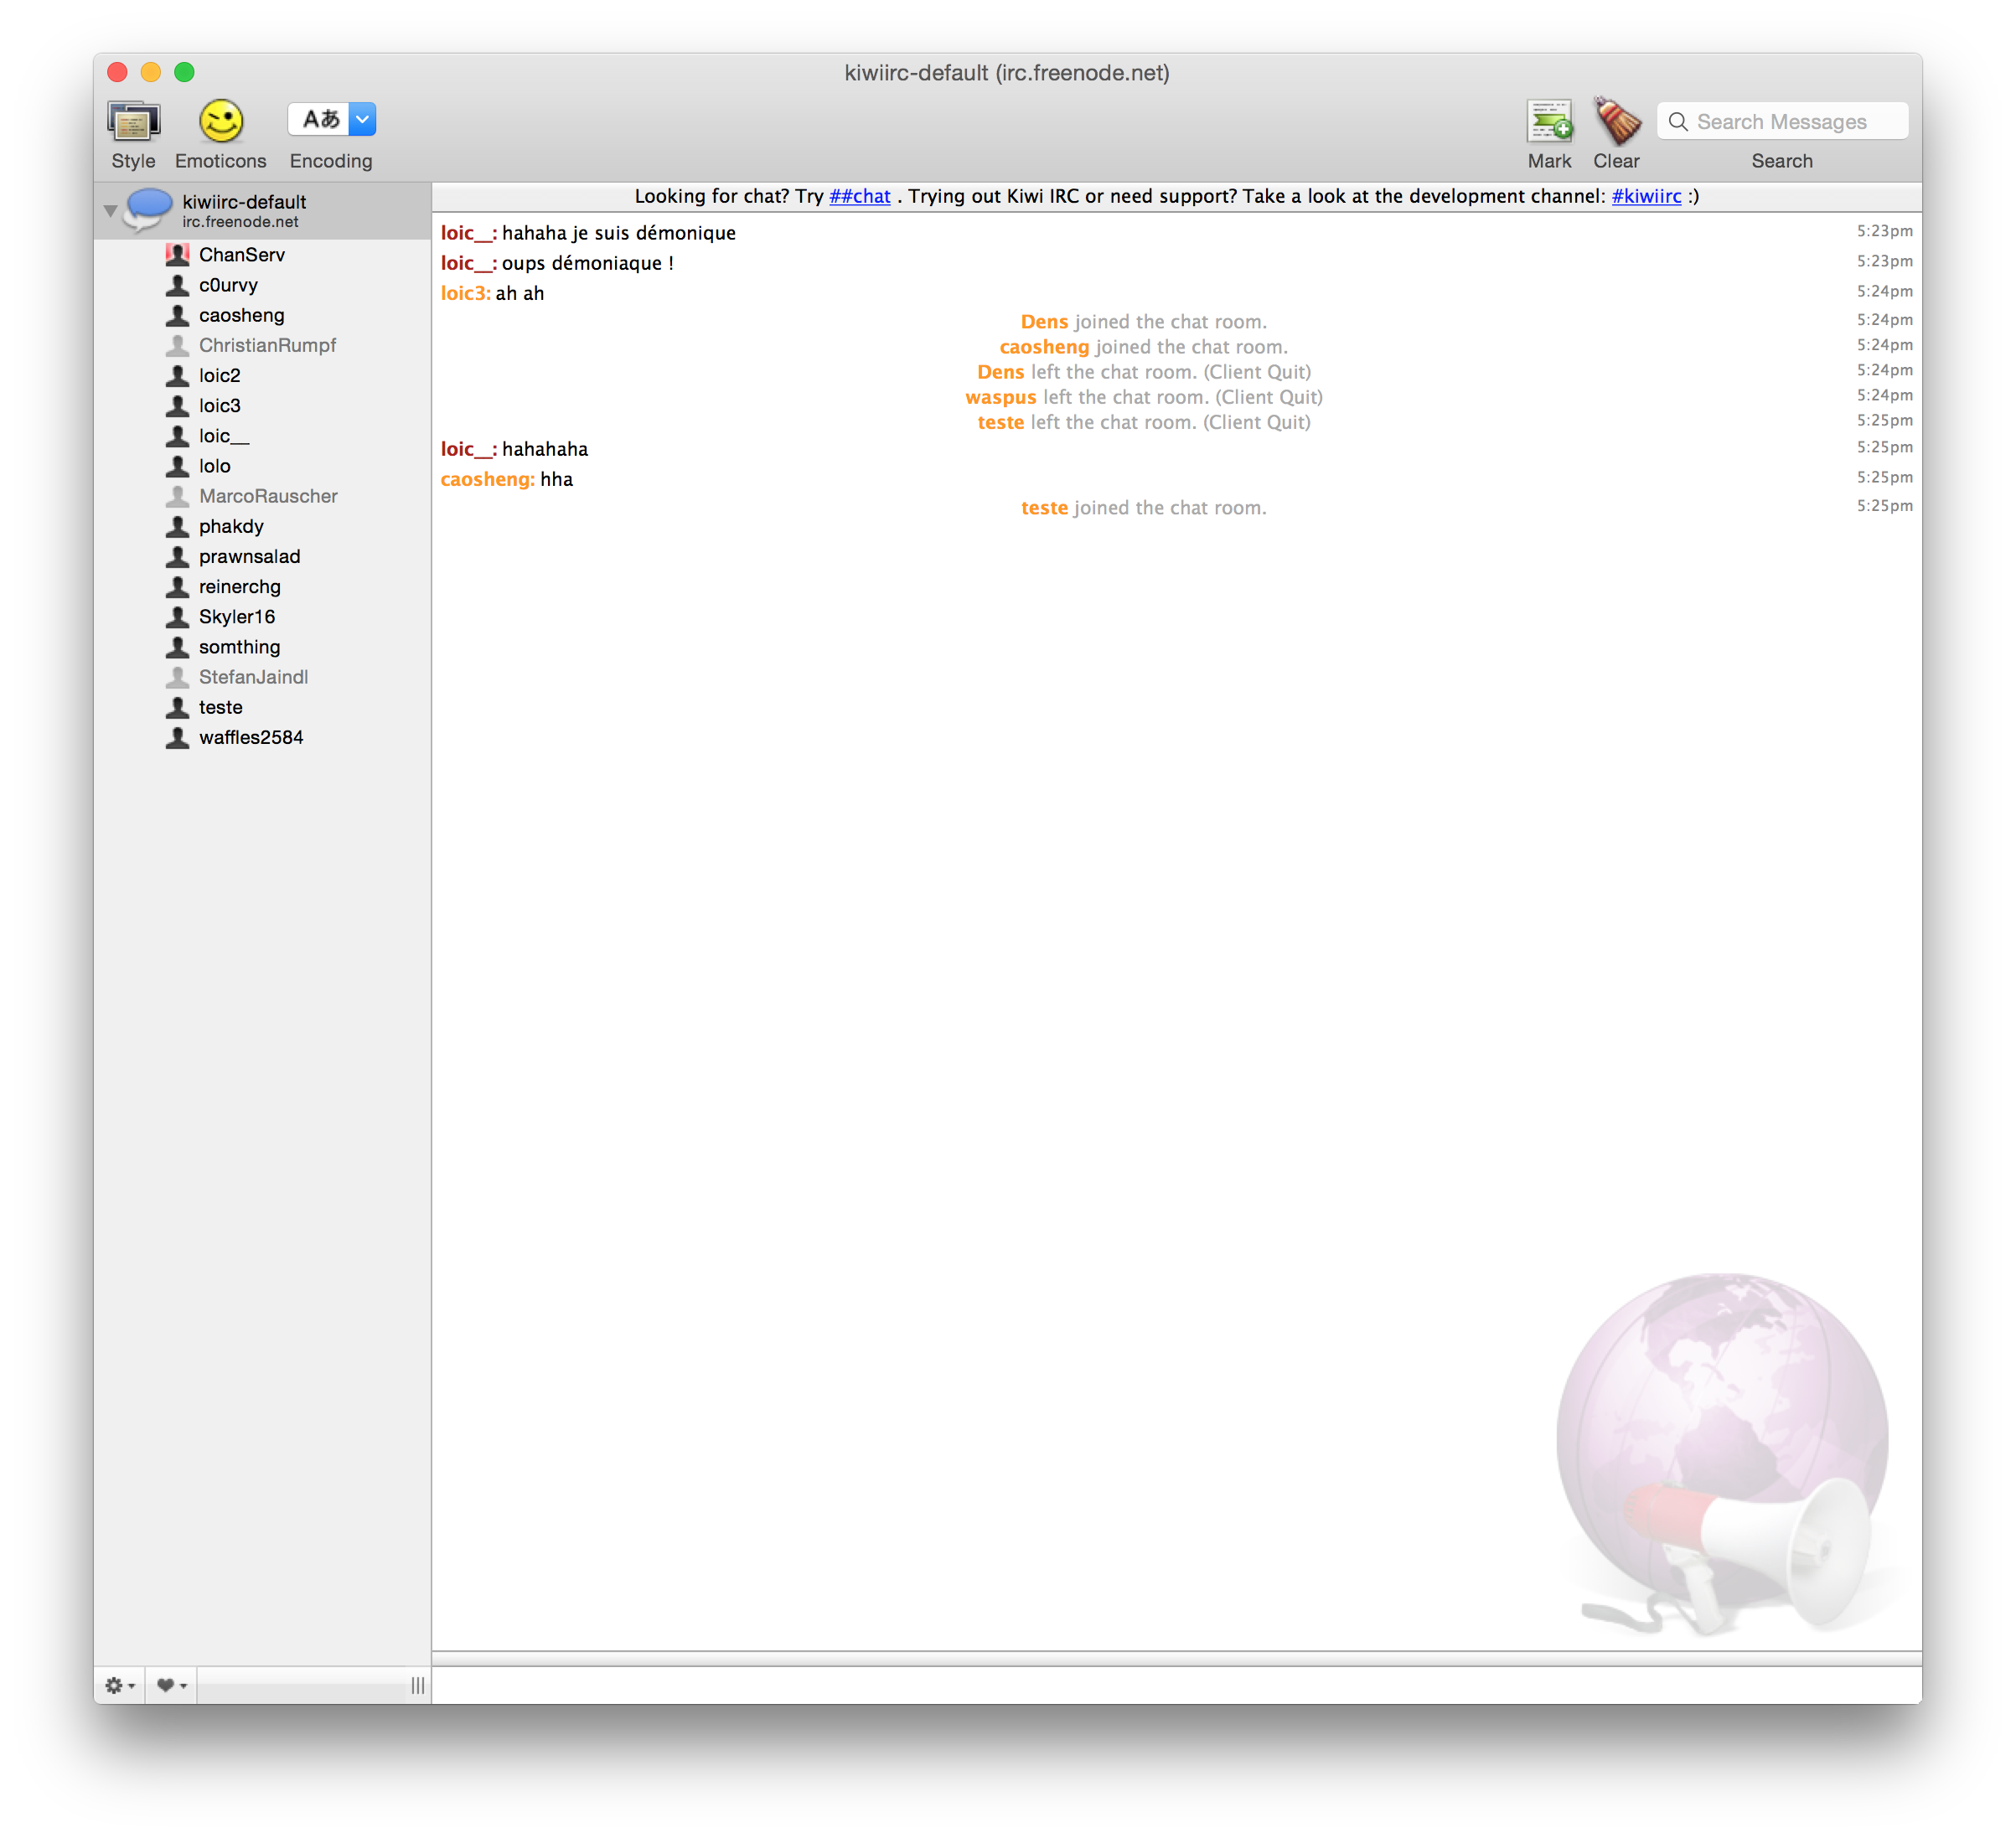 kiwiirc-default (irc.freenode.net)
Aあ
Search Messages
Style Emoticons Encoding Mark Clear Search
kiwiirc-default
irc.freenode.net
ChanServ
c0urvy
caosheng
ChristianRumpf
loic2
loic3
loic__
lolo
MarcoRauscher
phakdy
prawnsalad
reinerchg
Skyler16
somthing
StefanJaindl
teste
waffles2584
Looking for chat? Try ##chat . Trying out Kiwi IRC or need support? Take a look at the development channel: #kiwiirc :)
loic__: hahaha je suis démonique 5:23pm
loic__: oups démoniaque ! 5:23pm
loic3: ah ah 5:24pm
Dens joined the chat room. 5:24pm
caosheng joined the chat room. 5:24pm
Dens left the chat room. (Client Quit) 5:24pm
waspus left the chat room. (Client Quit) 5:24pm
teste left the chat room. (Client Quit) 5:25pm
loic__: hahahaha 5:25pm
caosheng: hha 5:25pm
teste joined the chat room. 5:25pm